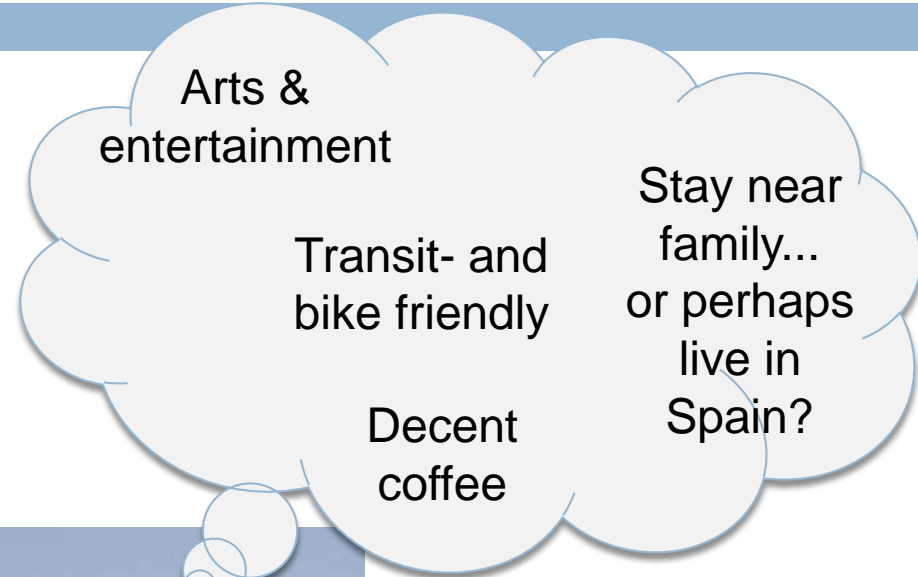 Arts &
entertainment
Transit- and
bike friendly
Stay near
family...
or perhaps
live in
Spain?
Decent
coffee